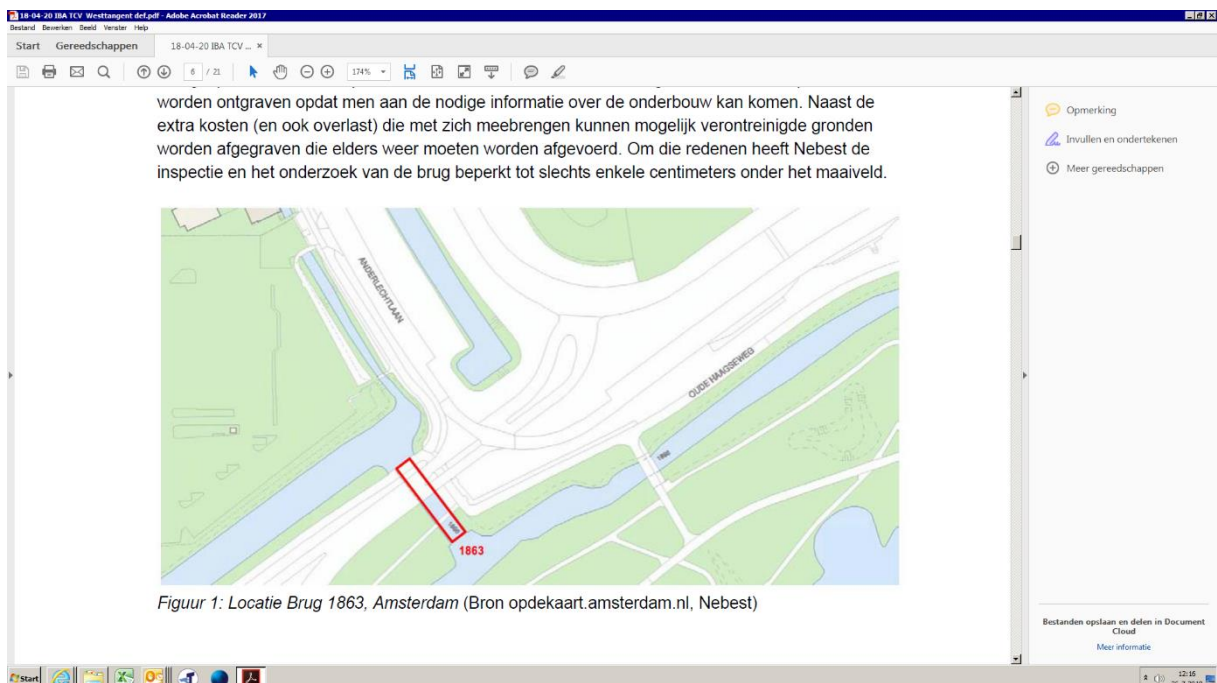 18-04-20 IBA TCV Westtangent def.pdf - Adobe Acrobat Reader 2017
Bestand Bewerken Beeld Venster Help
Start Gereedschappen 18-04-20 IBA TCV ... ×
6 / 21 174%
worden ontgraven opdat men aan de nodige informatie over de onderbouw kan komen. Naast de
extra kosten (en ook overlast) die met zich meebrengen kunnen mogelijk verontreinigde gronden
worden afgegraven die elders weer moeten worden afgevoerd. Om die redenen heeft Nebest de
inspectie en het onderzoek van de brug beperkt tot slechts enkele centimeters onder het maaiveld.
ANDERLECHTLAAN
OUDE HAAGSEWEG
1863
Figuur 1: Locatie Brug 1863, Amsterdam (Bron opdekaart.amsterdam.nl, Nebest)
Opmerking
Invullen en ondertekenen
Meer gereedschappen
Bestanden opslaan en delen in Document
Cloud
Meer informatie
Start
12:16